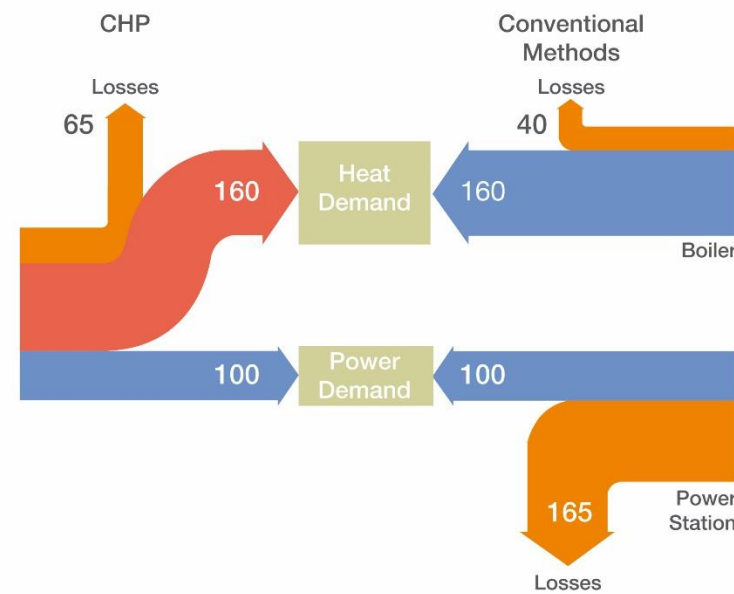 CHP
Losses
65
160
100
Heat
Demand
Power
Demand
Conventional
Methods
Losses
40
160
Boiler
100
165
Power
Station
Losses